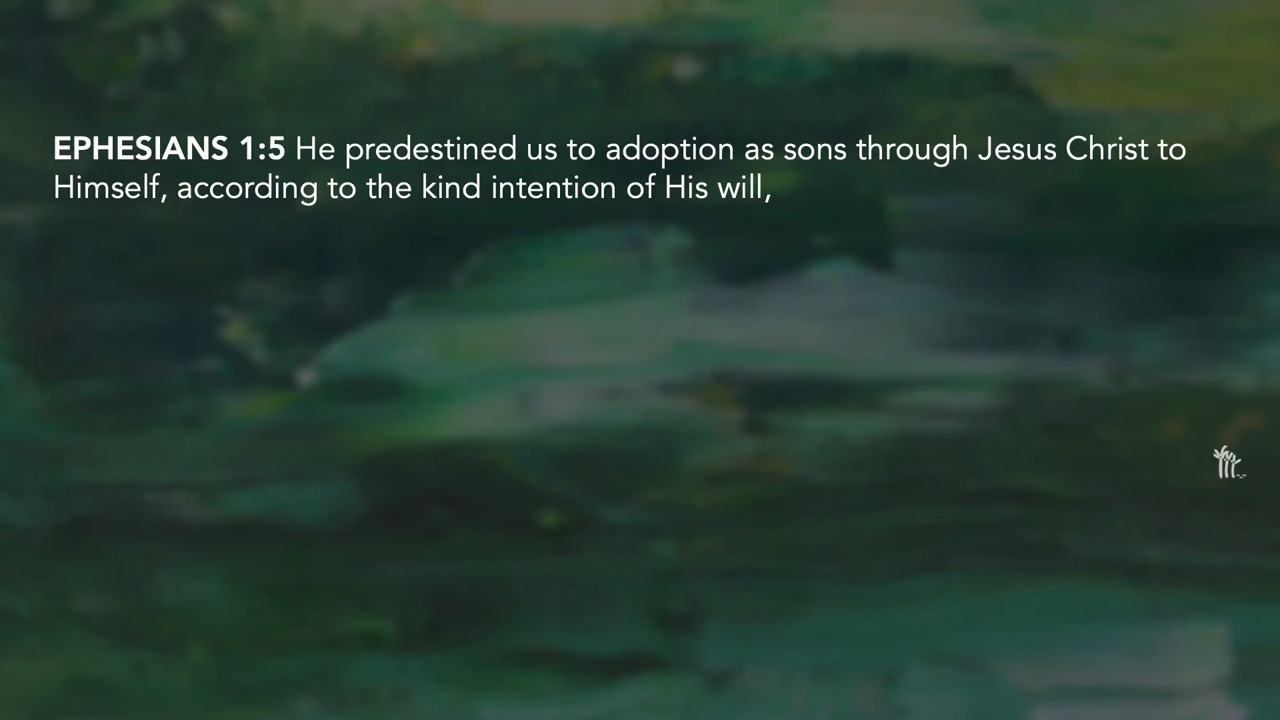 EPHESIANS 1:5 He predestined us to adoption as sons through Jesus Christ to
Himself, according to the kind intention of His will,